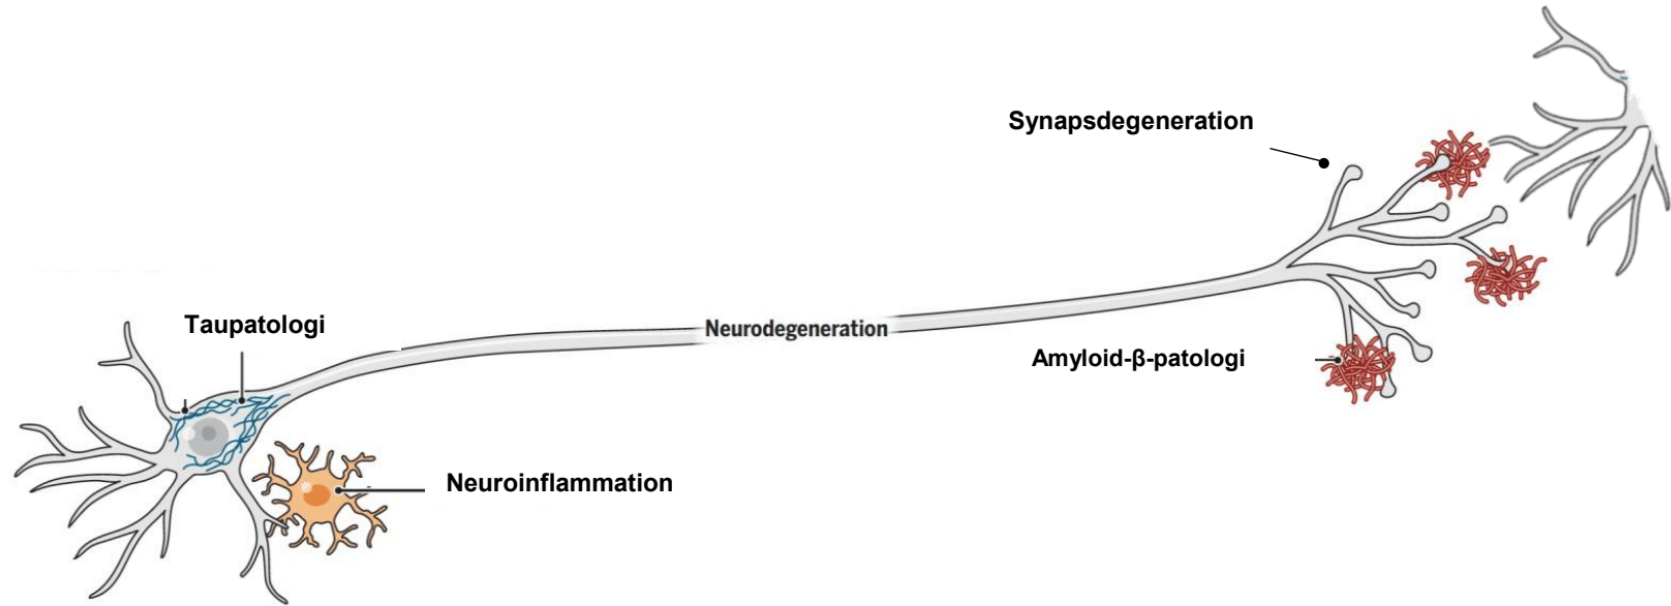 Synapsdegeneration
Taupatologi
Neurodegeneration
Amyloid-β-patologi
Neuroinflammation